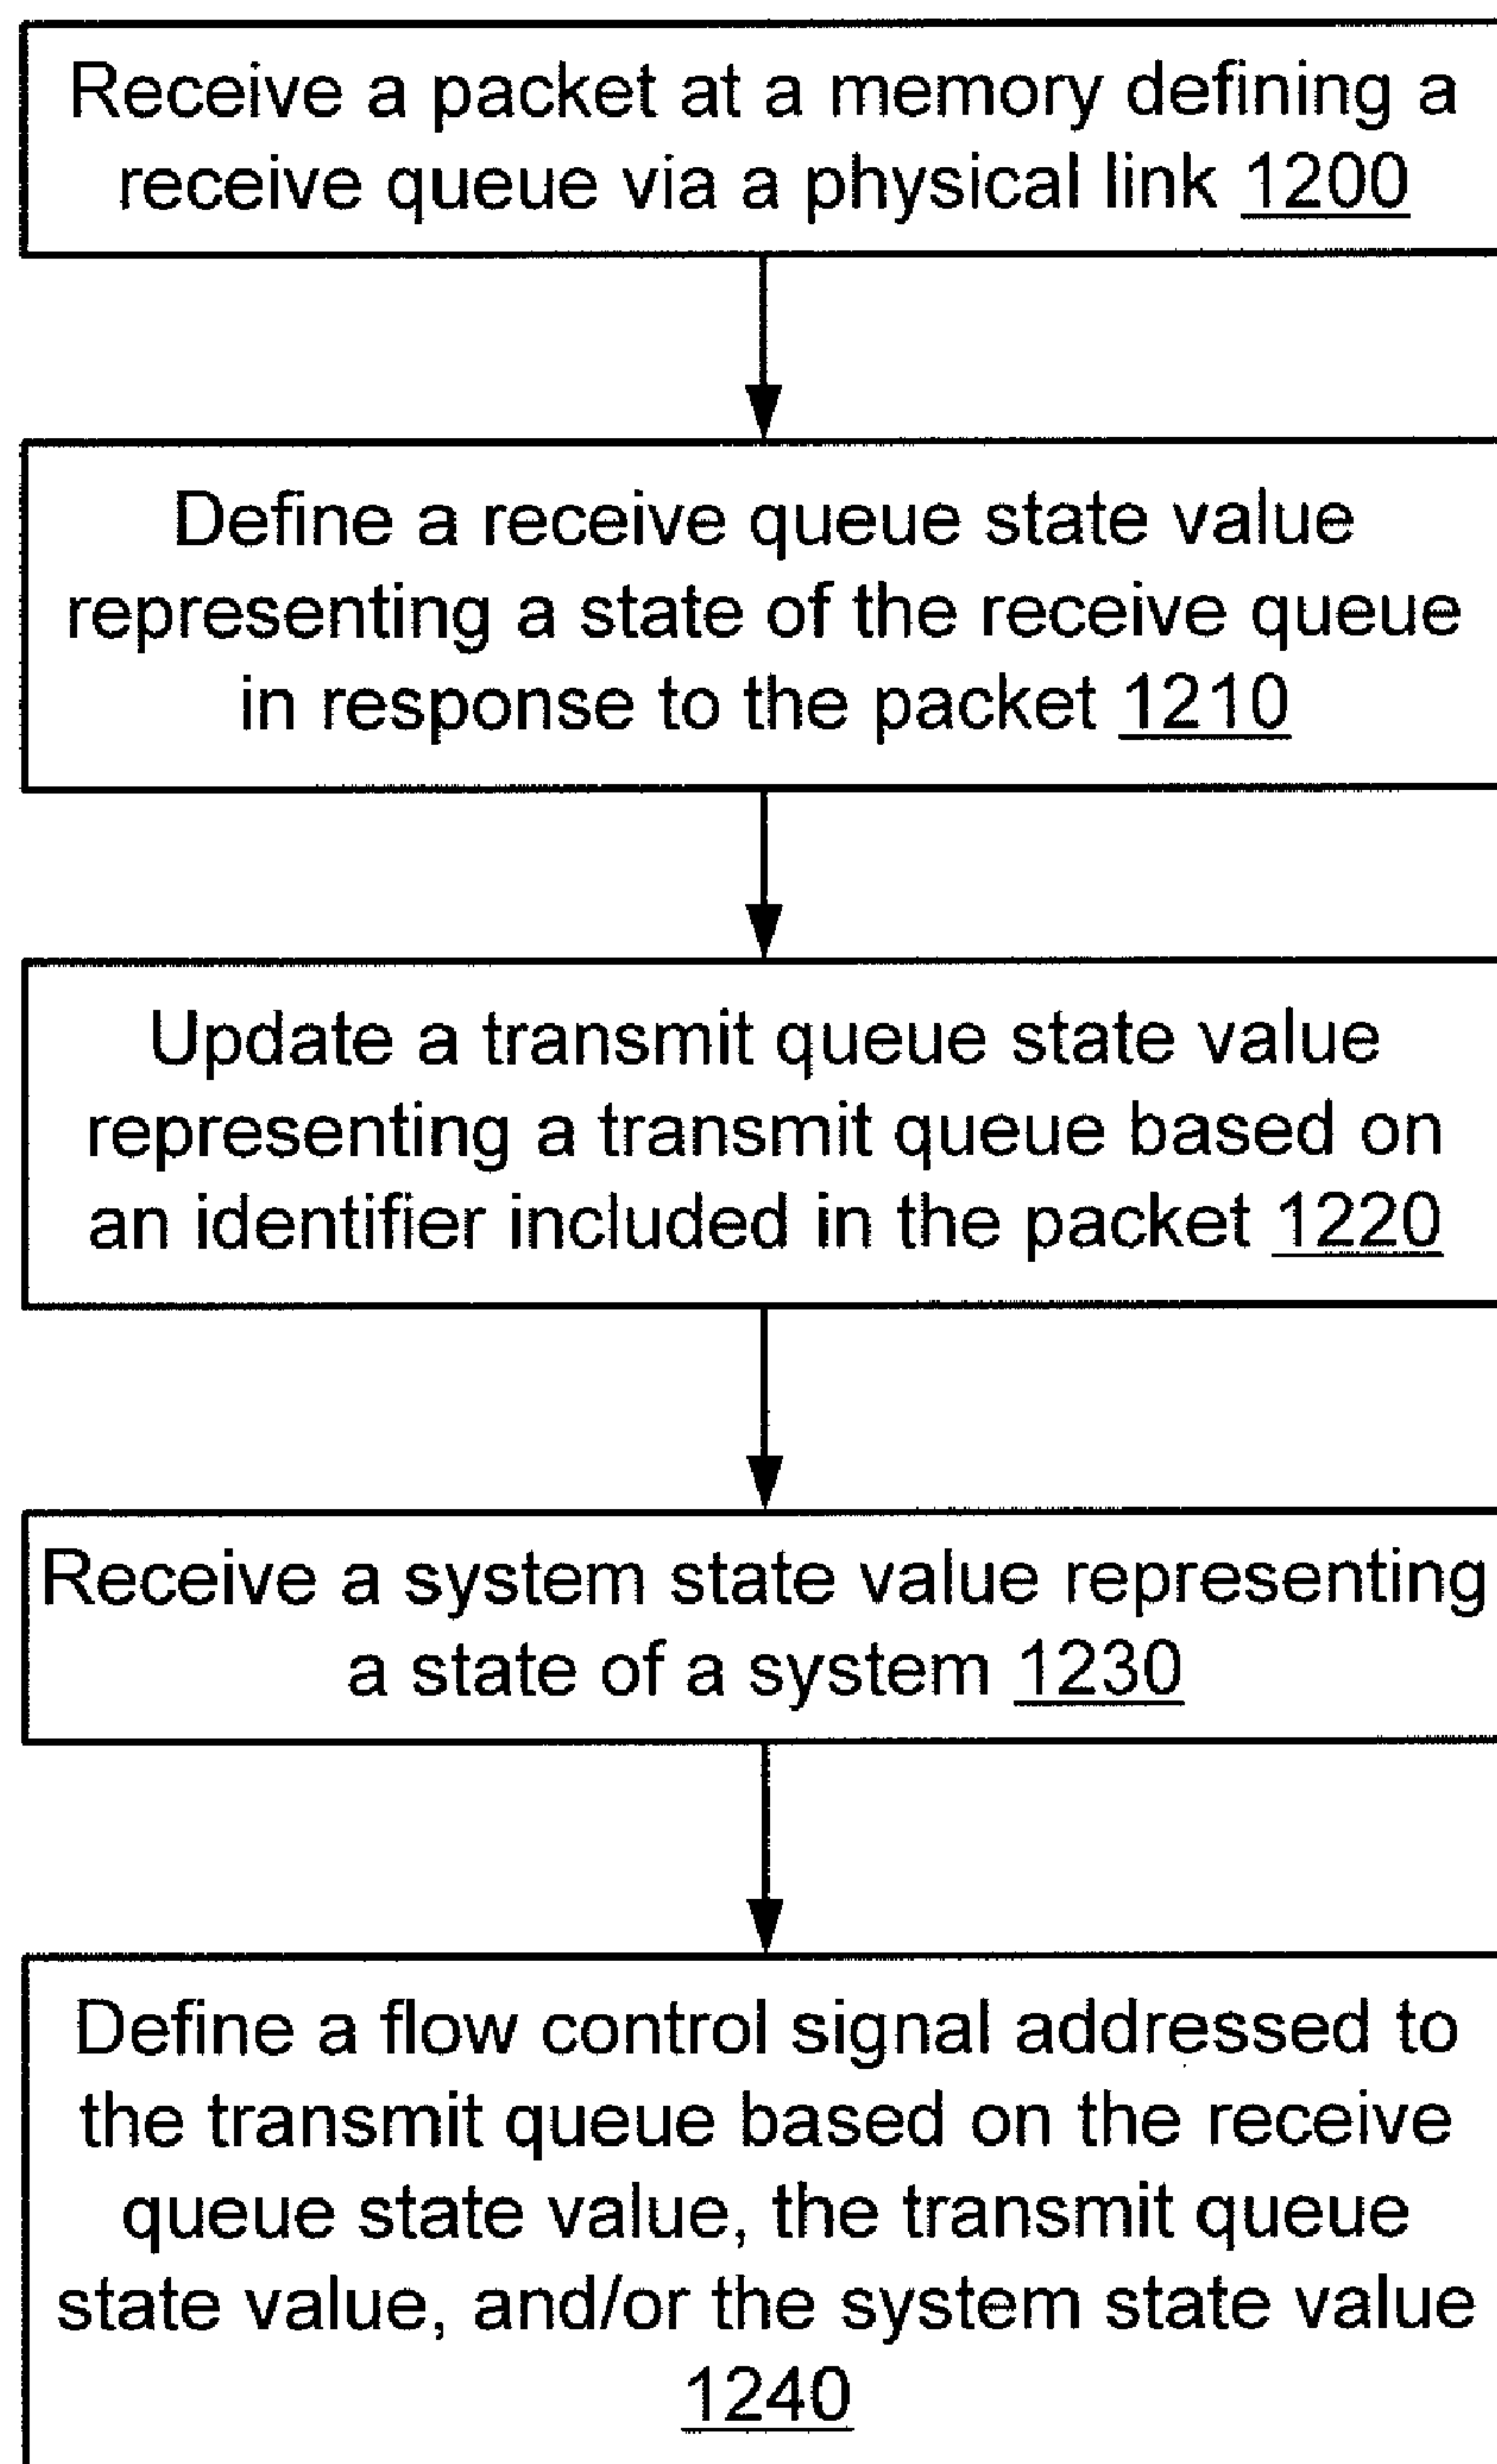 Receive a packet at a memory defining a
receive queue via a physical link 1200
Define a receive queue state value
representing a state of the receive queue
in response to the packet 1210
Update a transmit queue state value
representing a transmit queue based on
an identifier included in the packet 1220
Receive a system state value representing
a state of a system 1230
Define a flow control signal addressed to
the transmit queue based on the receive
queue state value, the transmit queue
state value, and/or the system state value
1240